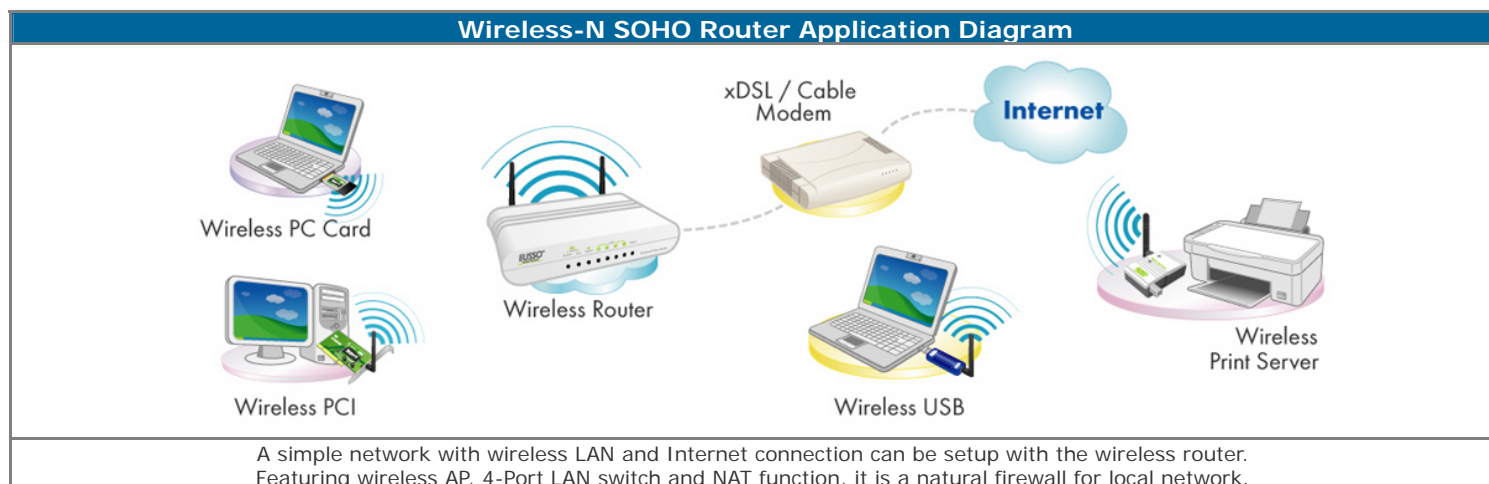 Wireless-N SOHO Router Application Diagram
xDSL / Cable
Modem
Internet
Wireless PC Card
Wireless Router
Wireless
Print Server
Wireless PCI
Wireless USB
A simple network with wireless LAN and Internet connection can be setup with the wireless router.
Featuring wireless AP, 4-Port LAN switch and NAT function, it is a natural firewall for local network.